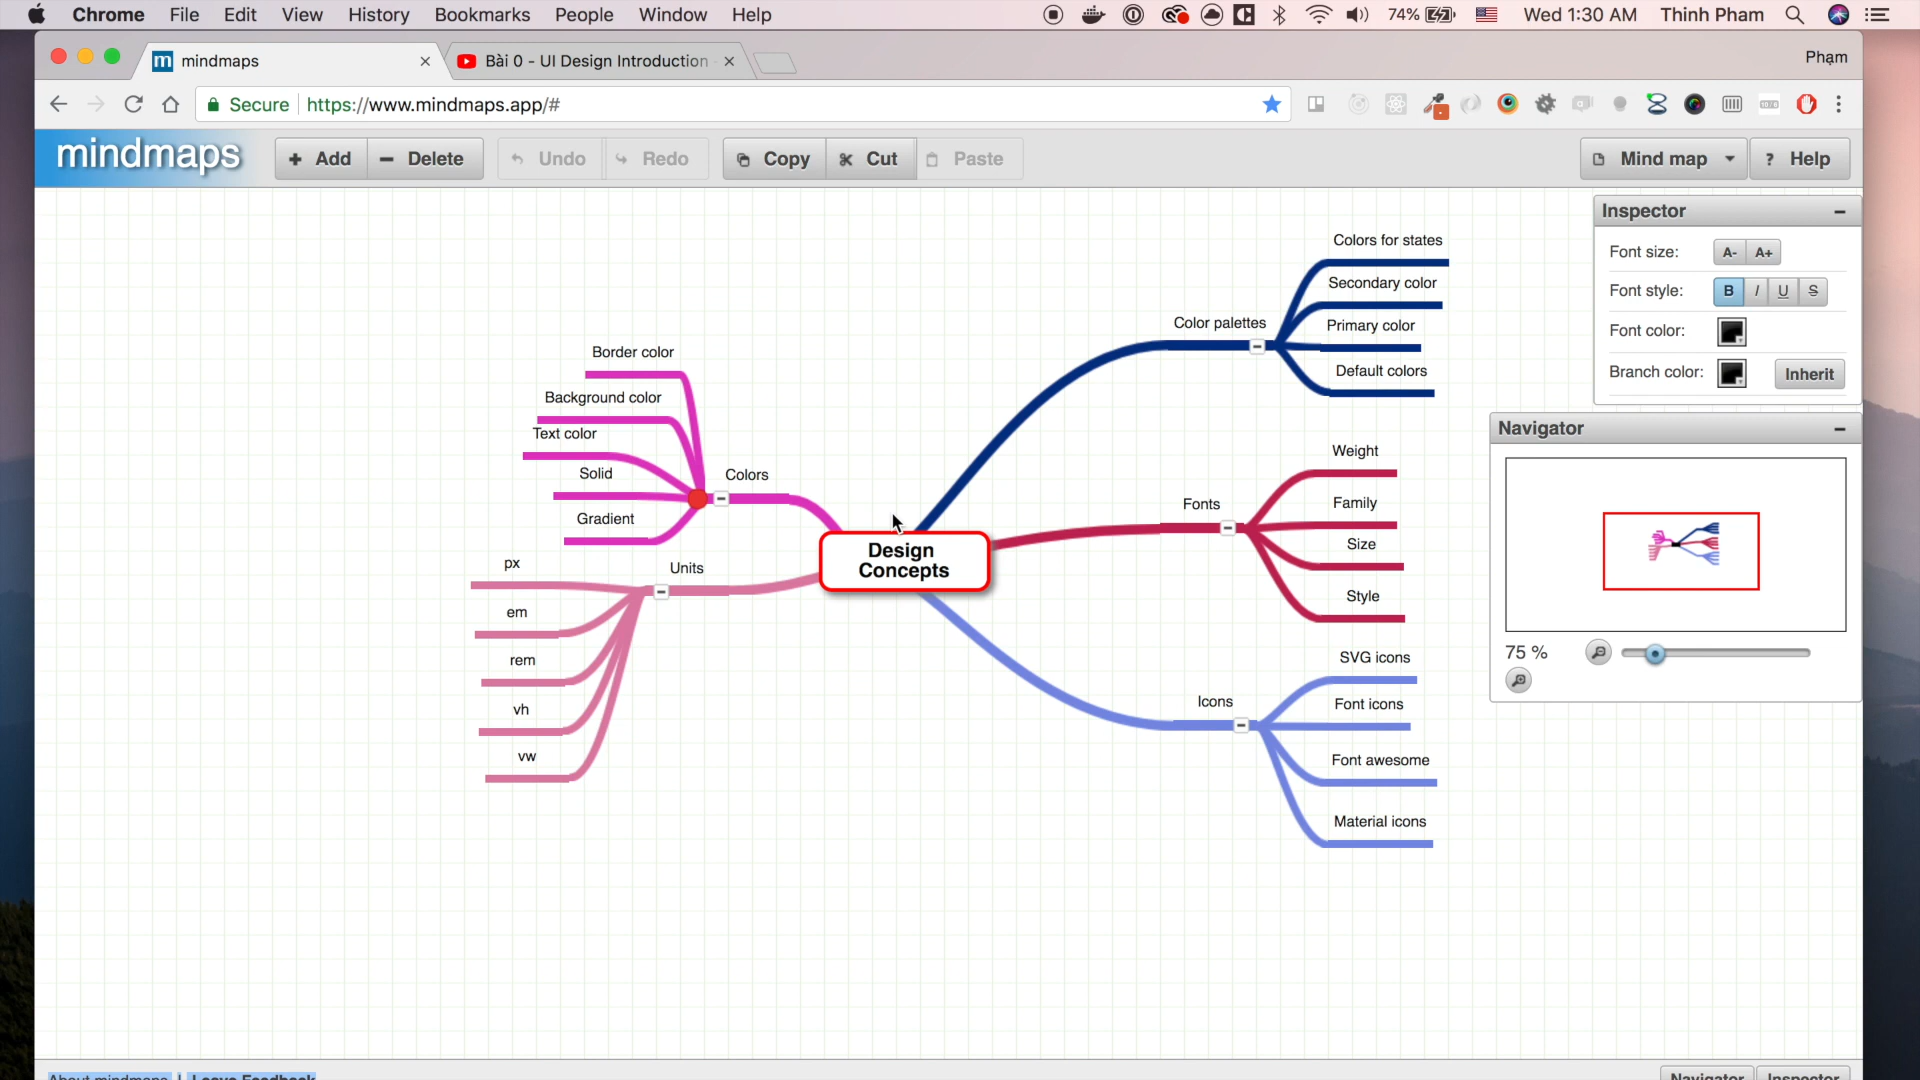 Chrome File Edit View History Bookmarks People Window Help 74% Wed 1:30 AM Thinh Pham
mindmaps Bài 0 - UI Design Introduction Phạm
Secure https://www.mindmaps.app/#
mindmaps Add Delete Undo Redo Copy Cut Paste Mind map ? Help
Inspector
Font size: A- A+
Font style: B I U S
Font color:
Branch color: Inherit
Navigator
75 %
Design
Concepts
Color palettes
Colors for states
Secondary color
Primary color
Default colors
Fonts
Weight
Family
Size
Style
Icons
SVG icons
Font icons
Font awesome
Material icons
Colors
Border color
Background color
Text color
Solid
Gradient
Units
px
em
rem
vh
vw
About mindmaps | Leave Feedback Navigator Inspector